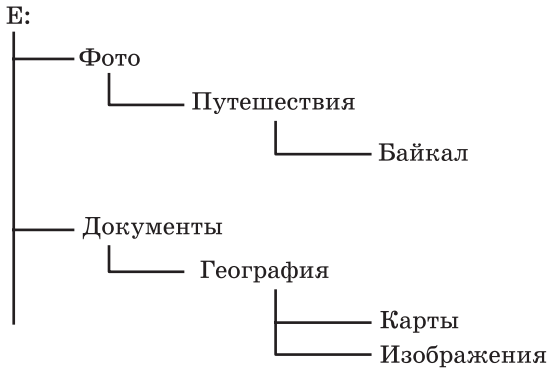 Е:
Фото
Путешествия
Байкал
Документы
География
Карты
Изображения